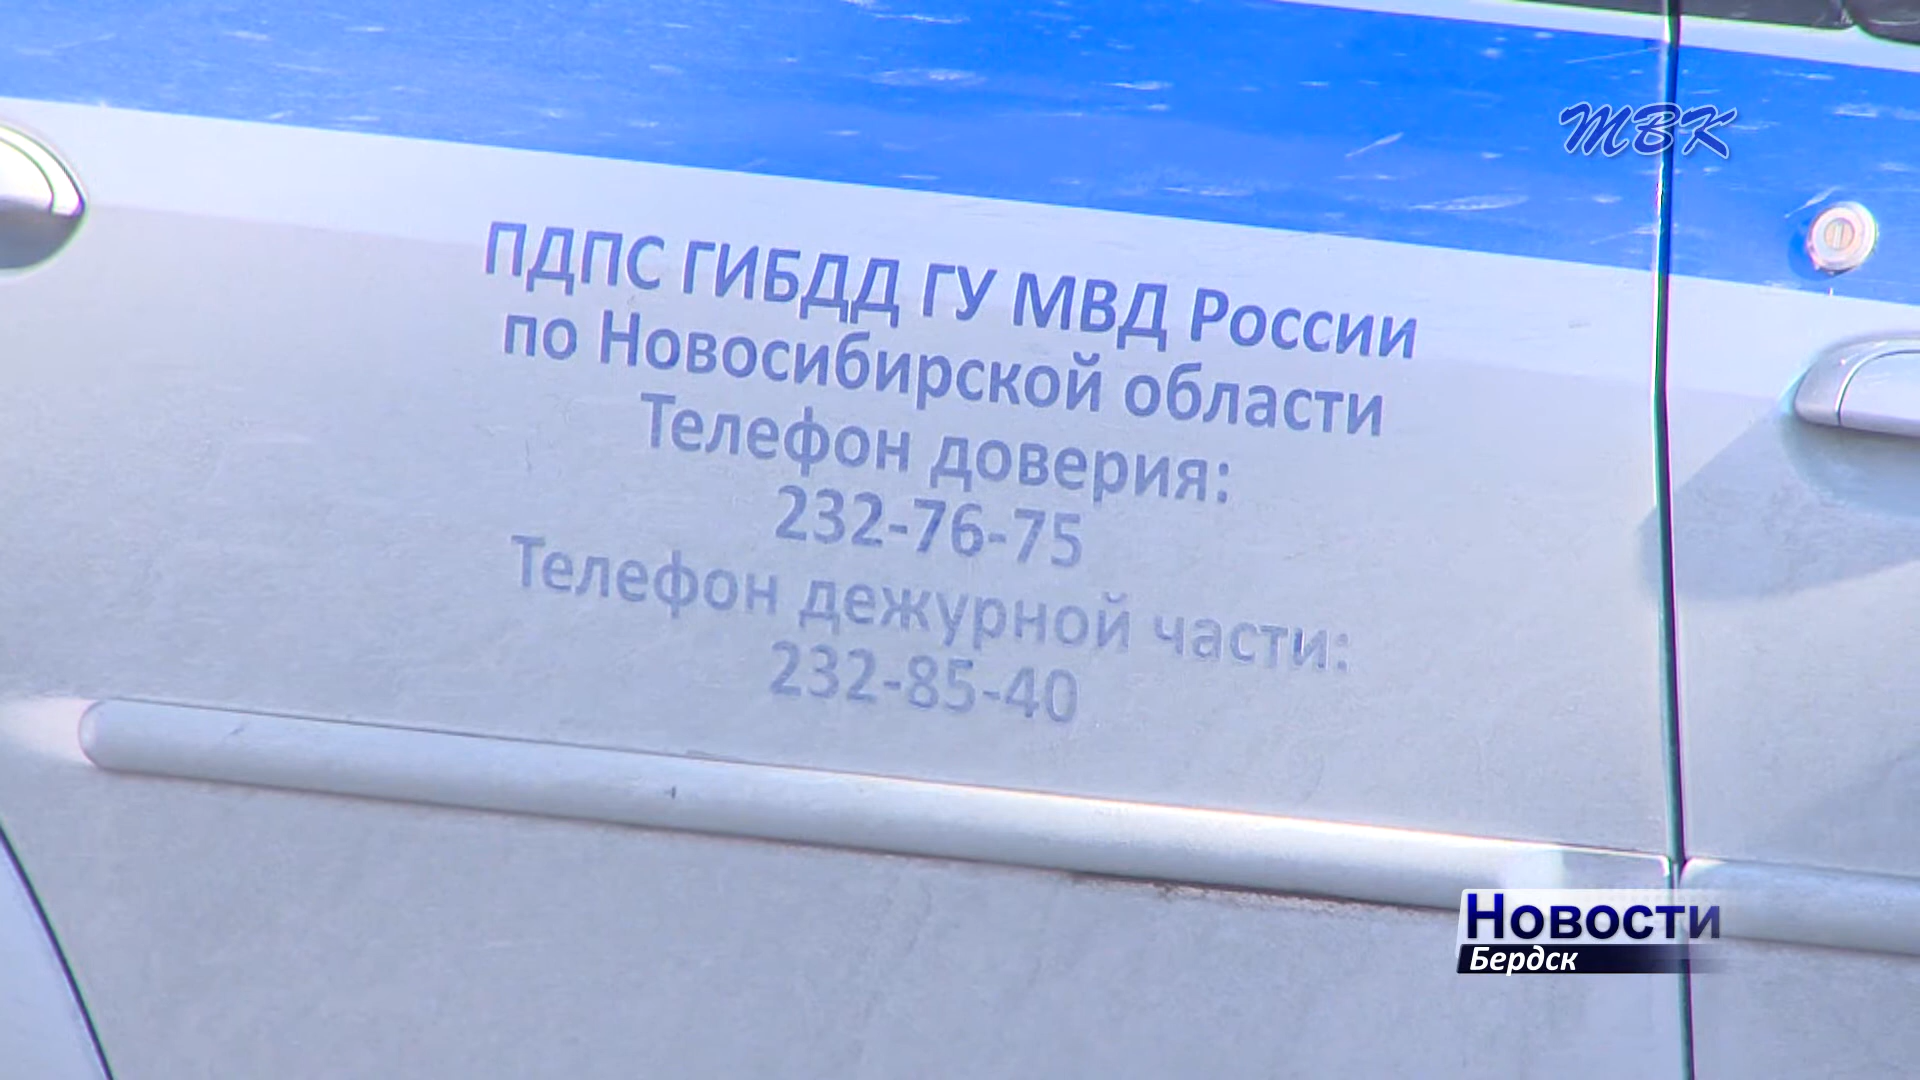 ТВК
ПДПС ГИБДД ГУ МВД России
по Новосибирской области
Телефон доверия:
232-76-75
Телефон дежурной части:
232-85-40
Новости
Бердск